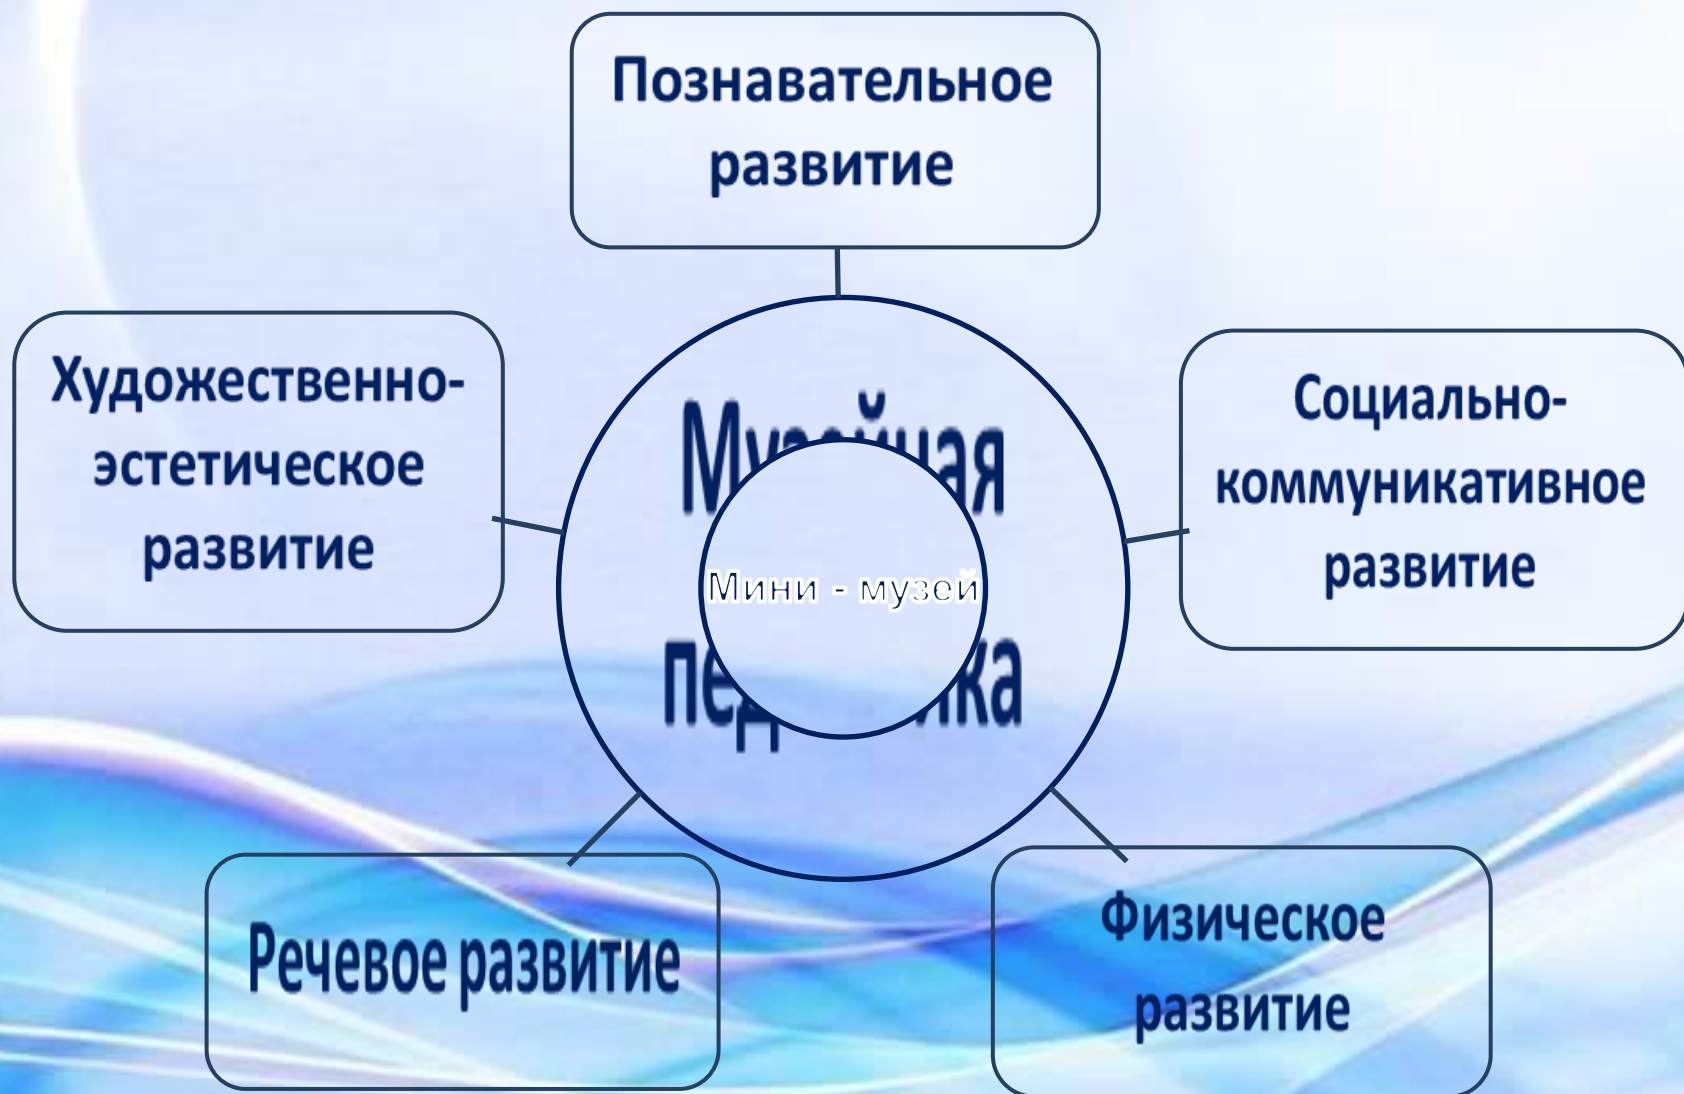 Познавательное
развитие
Художественно-
эстетическое
развитие
Социально-
коммуникативное
развитие
Мини - музей
Речевое развитие
Физическое
развитие